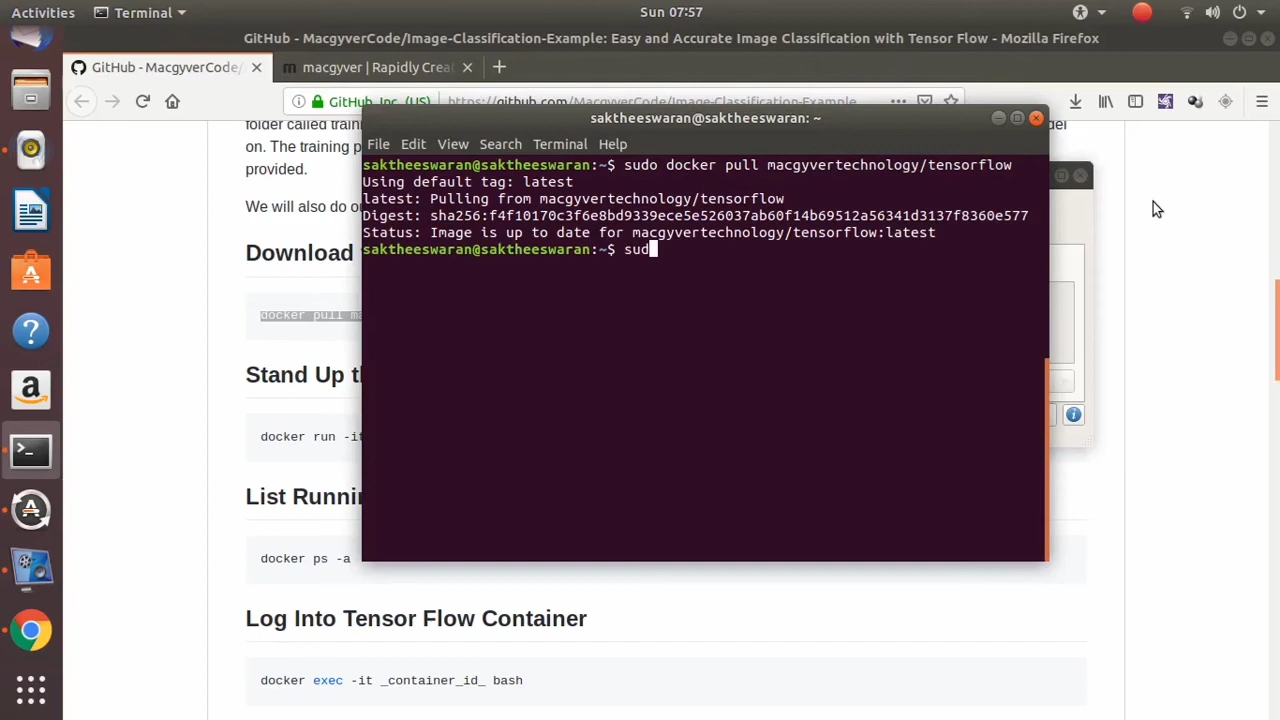 Activities
Terminal
Sun 07:57
GitHub - MacgyverCode/Image-Classification-Example: Easy and Accurate Image Classification with Tensor Flow - Mozilla Firefox
GitHub - MacgyverCode/
macgyver | Rapidly Crea
GitHub, Inc. (US)
https://github.com/MacgyverCode/Image-Classification-Example
folder called train
on. The training p
provided.
We will also do o
Download
docker pull ma
Stand Up t
docker run -it
List Runni
docker ps -a
Log Into Tensor Flow Container
docker exec -it _container_id_ bash
saktheeswaran@saktheeswaran: ~
File Edit View Search Terminal Help
saktheeswaran@saktheeswaran:~$ sudo docker pull macgyvertechnology/tensorflow
Using default tag: latest
latest: Pulling from macgyvertechnology/tensorflow
Status: Image is up to date for macgyvertechnology/tensorflow:latest
saktheeswaran@saktheeswaran:~$ sud